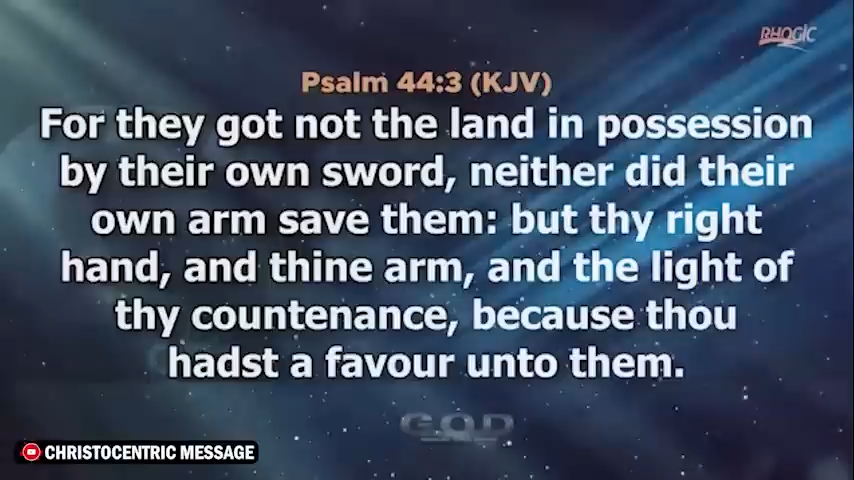 RHOGIC
Psalm 44:3 (KJV)
For they got not the land in possession
by their own sword, neither did their
own arm save them: but thy right
hand, and thine arm, and the light of
thy countenance, because thou
hadst a favour unto them.
G.O.D
CHRISTOCENTRIC MESSAGE